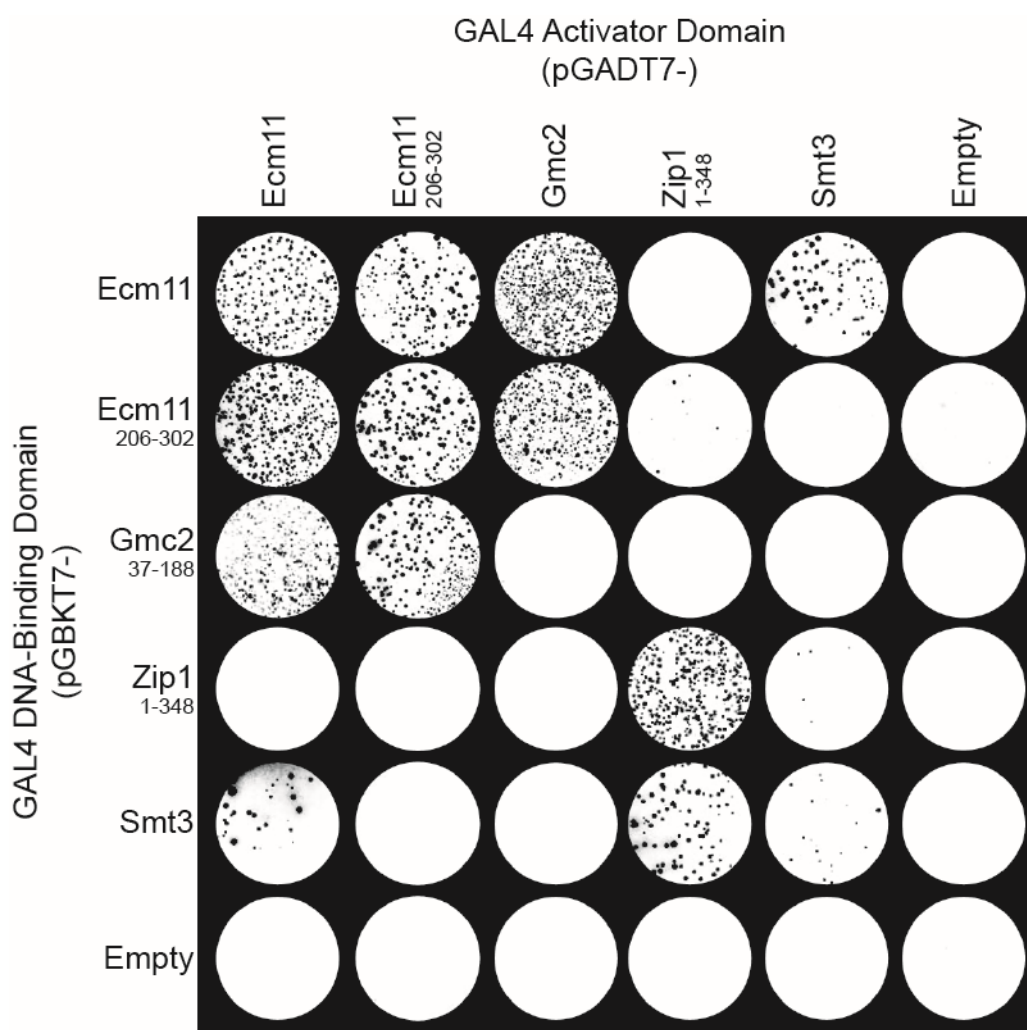 GAL4 Activator Domain
(pGADT7-)
Ecm11
Ecm11
206-302
Gmc2
Zip1
1-348
Smt3
Empty
GAL4 DNA-Binding Domain
(pGBKT7-)
Ecm11
Ecm11
206-302
Gmc2
37-188
Zip1
1-348
Smt3
Empty